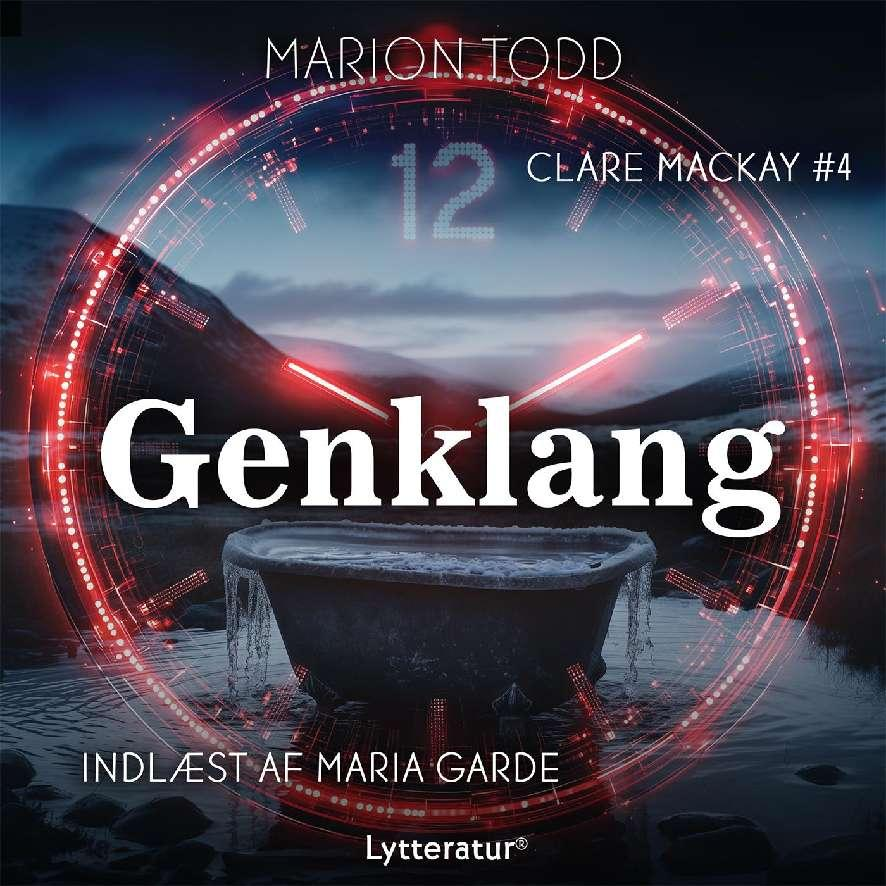 MARION TODD
12
CLARE MACKAY #4
Genklang
INDLÆST AF MARIA GARDE
Lytteratur®